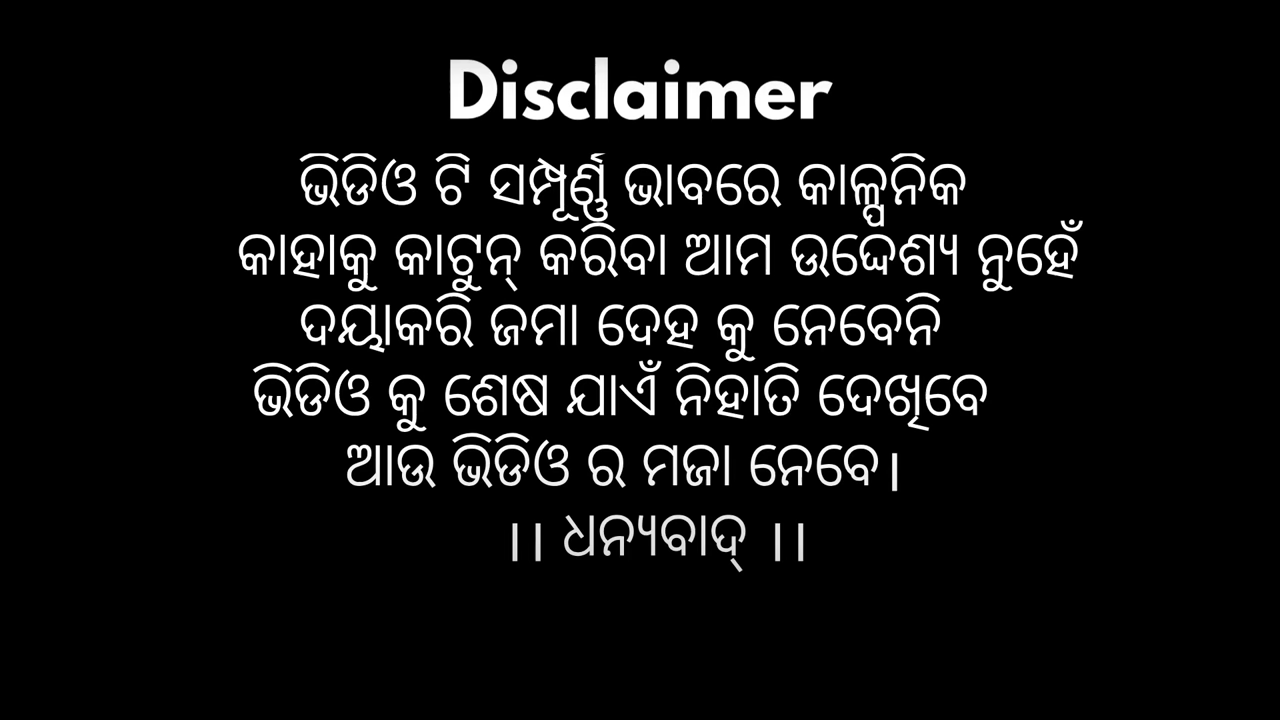 Disclaimer
ଭିଡିଓ ଟି ସମ୍ପୂର୍ଣ୍ଣ ଭାବରେ କାଳ୍ପନିକ
କାହାକୁ କାଟୁନ୍ କରିବା ଆମ ଉଦ୍ଦେଶ୍ୟ ନୁହେଁ
ଦୟାକରି ଜମା ଦେହ କୁ ନେବେନି
ଭିଡିଓ କୁ ଶେଷ ଯାଏଁ ନିହାତି ଦେଖିବେ
ଆଉ ଭିଡିଓ ର ମଜା ନେବେ|
।। ଧନ୍ୟବାଦ୍ ।।